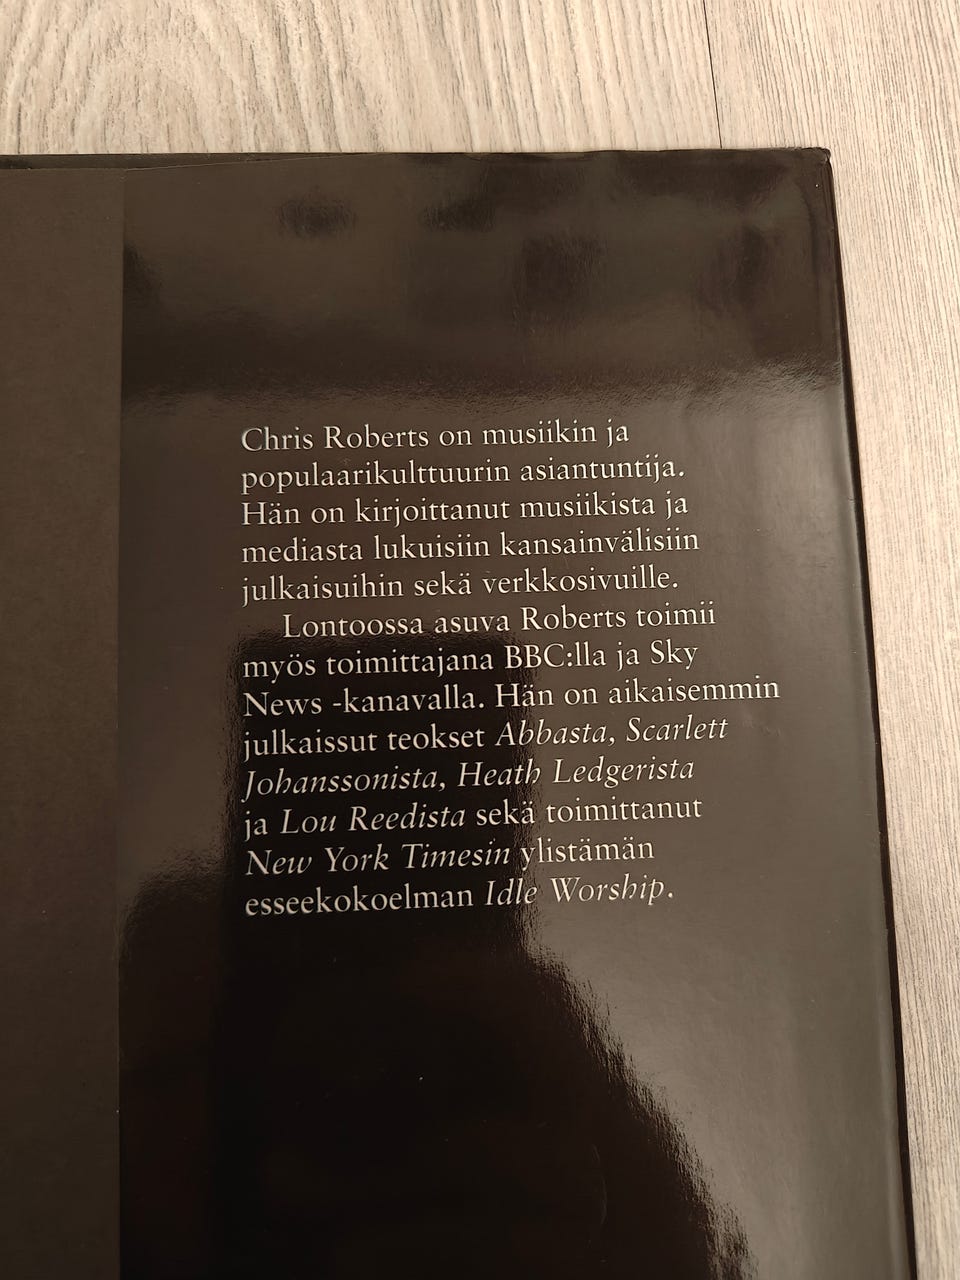 Chris Roberts on musiikin ja
populaarikulttuurin asiantuntija.
Hän on kirjoittanut musiikista ja
mediasta lukuisiin kansainvälisiin
julkaisuihin sekä verkkosivuille.
Lontoossa asuva Roberts toimii
myös toimittajana BBC:lla ja Sky
News -kanavalla. Hän on aikaisemmin
julkaissut teokset Abbasta, Scarlett
Johanssonista, Heath Ledgerista
ja Lou Reedista sekä toimittanut
New York Timesin ylistämän
esseekokoelman Idle Worship.